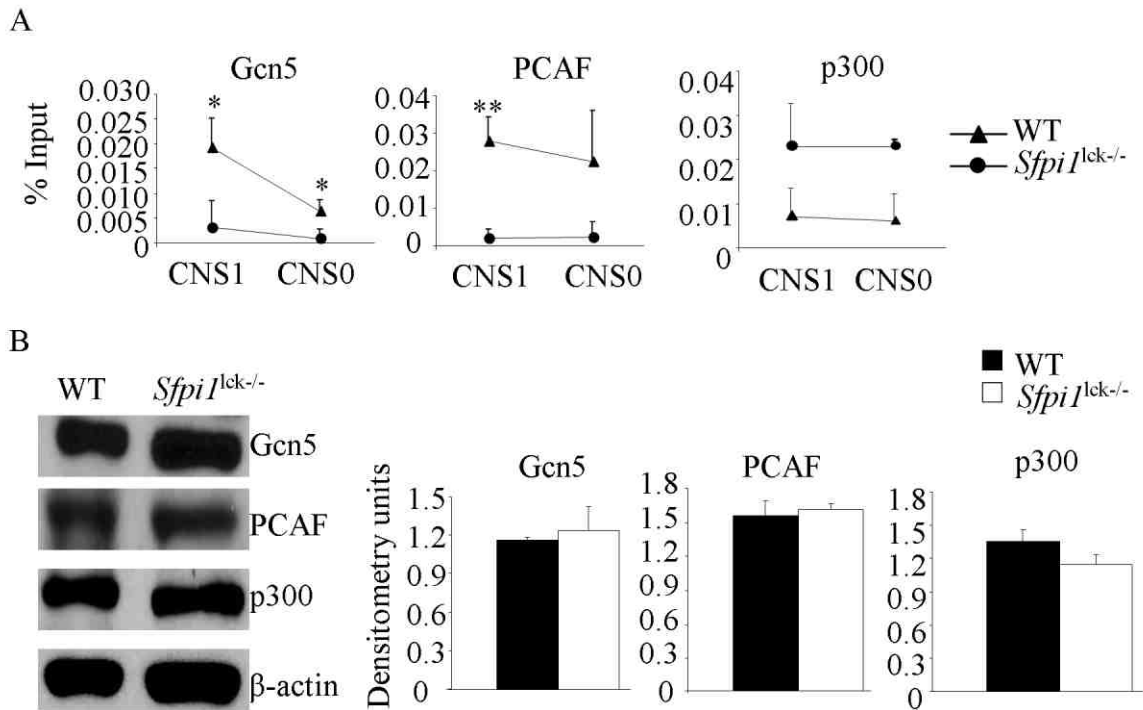 A
Gcn5
PCAF
p300
0.030
0.025
0.020
0.015
0.010
0.005
0
% Input
*
*
CNS1 CNS0
0.04
0.03
0.02
0.01
0
**
CNS1 CNS0
0.04
0.03
0.02
0.01
0
CNS1 CNS0
WT
Sfpi1lck-/-
B
WT Sfpi1lck-/-
Gcn5
PCAF
p300
β-actin
WT
Sfpi1lck-/-
Densitometry units
Gcn5
1.5
1.2
0.9
0.6
0.3
0
PCAF
1.8
1.5
1.2
0.9
0.6
0.3
0
p300
1.8
1.5
1.2
0.9
0.6
0.3
0